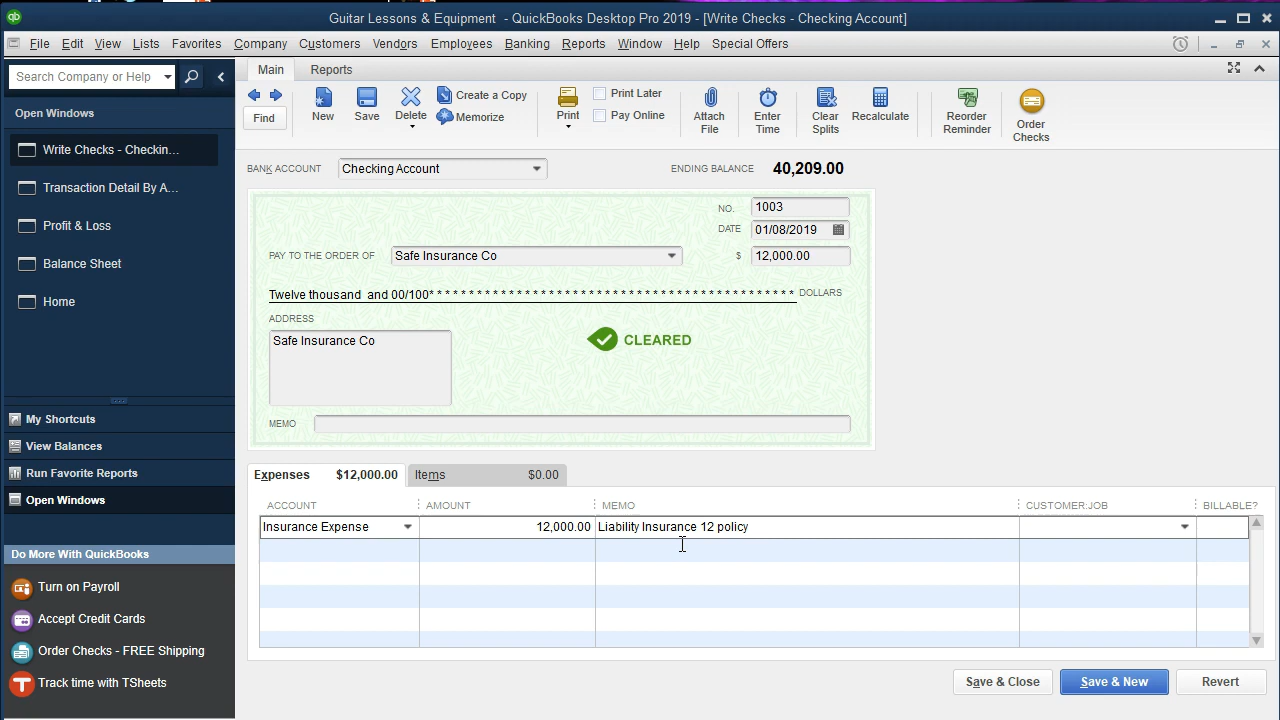 Guitar Lessons & Equipment - QuickBooks Desktop Pro 2019 - [Write Checks - Checking Account]
File Edit View Lists Favorites Company Customers Vendors Employees Banking Reports Window Help Special Offers
Search Company or Help
Open Windows
Write Checks - Checkin...
Transaction Detail By A...
Profit & Loss
Balance Sheet
Home
My Shortcuts
View Balances
Run Favorite Reports
Open Windows
Do More With QuickBooks
Turn on Payroll
Accept Credit Cards
Order Checks - FREE Shipping
Track time with TSheets
Main Reports
Find
New
Save
Delete
Create a Copy
Memorize
Print
Print Later
Pay Online
Attach File
Enter Time
Clear Splits
Recalculate
Reorder Reminder
Order Checks
BANK ACCOUNT Checking Account ENDING BALANCE 40,209.00
NO. 1003
DATE 01/08/2019
PAY TO THE ORDER OF Safe Insurance Co $ 12,000.00
Twelve thousand and 00/100* * * * * * * * * * * * * * * * * * * * * * * * * * * * * * * * * * * * * * * * * * * * * DOLLARS
ADDRESS
Safe Insurance Co
CLEARED
MEMO
Expenses $12,000.00 Items $0.00
ACCOUNT AMOUNT MEMO CUSTOMER:JOB BILLABLE?
Insurance Expense 12,000.00 Liability Insurance 12 policy
Save & Close Save & New Revert